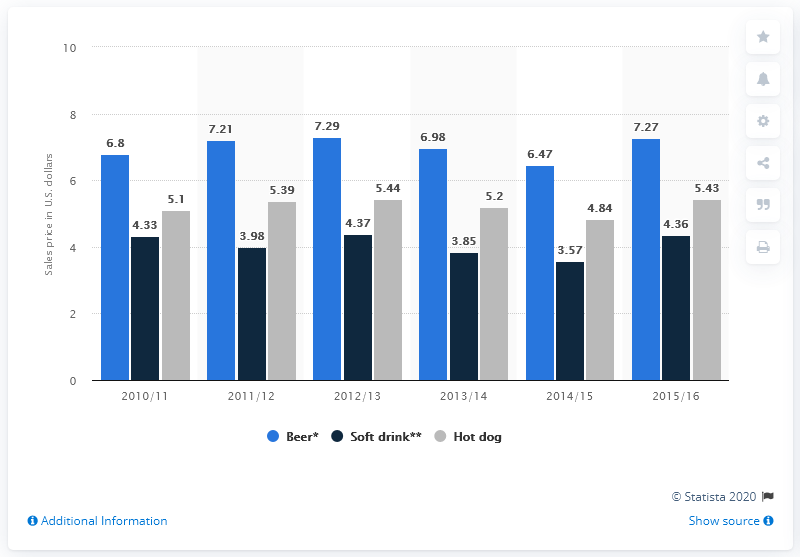 10
8
6
4
2
0
Sales price in U.S. dollars
6.8 4.33 5.1
7.21 3.98 5.39
7.29 4.37 5.44
6.98 3.85 5.2
6.47 3.57 4.84
7.27 4.36 5.43
2010/11 2011/12 2012/13 2013/14 2014/15 2015/16
Beer* Soft drink** Hot dog
© Statista 2020
Additional Information Show source